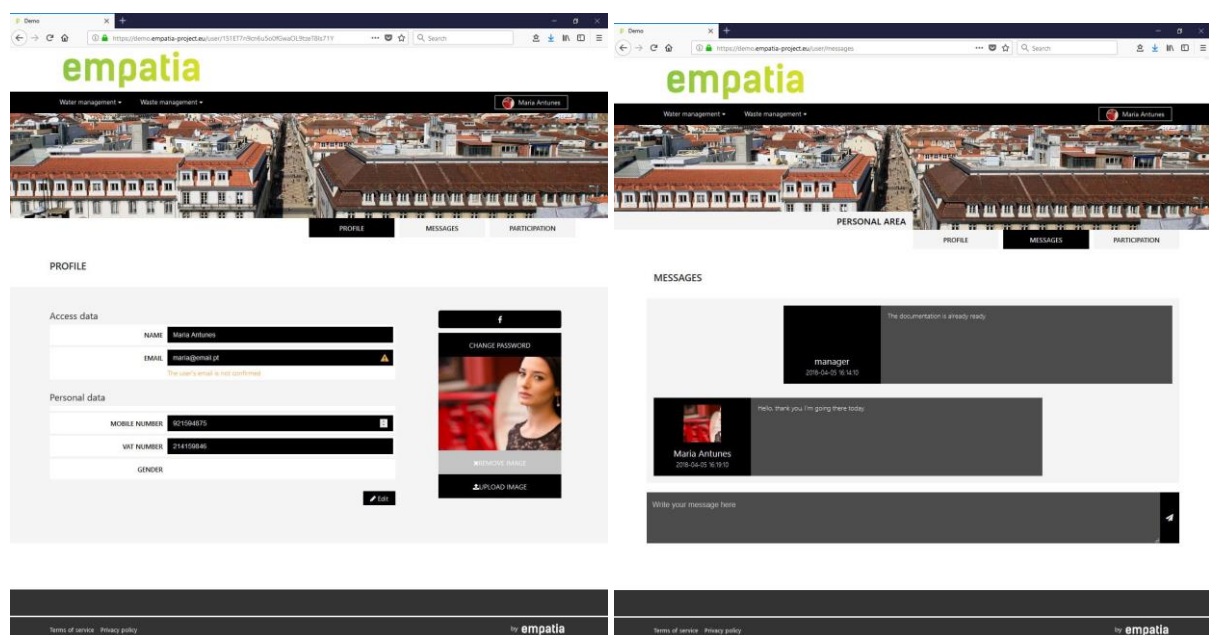 Demo
https://demo.empatia-project.eu/user/
Search
empatia
Water management
Waste management
Maria Antunes
PROFILE
MESSAGES
PARTICIPATION
PROFILE
Access data
NAME
Maria Antunes
EMAIL
maria@email.pt
The user's email is not confirmed
Personal data
MOBILE NUMBER
921594875
VAT NUMBER
214159846
GENDER
Edit
f
CHANGE PASSWORD
REMOVE IMAGE
UPLOAD IMAGE
Terms of service
Privacy policy
by empatia
Demo
https://demo.empatia-project.eu/user/messages
Search
empatia
Water management
Waste management
Maria Antunes
PERSONAL AREA
PROFILE
MESSAGES
PARTICIPATION
MESSAGES
The documentation is already ready.
manager
2018-04-05 16:14:10
Hello, thank you. I'm going there today.
Maria Antunes
2018-04-05 16:19:10
Write your message here
Terms of service
Privacy policy
by empatia